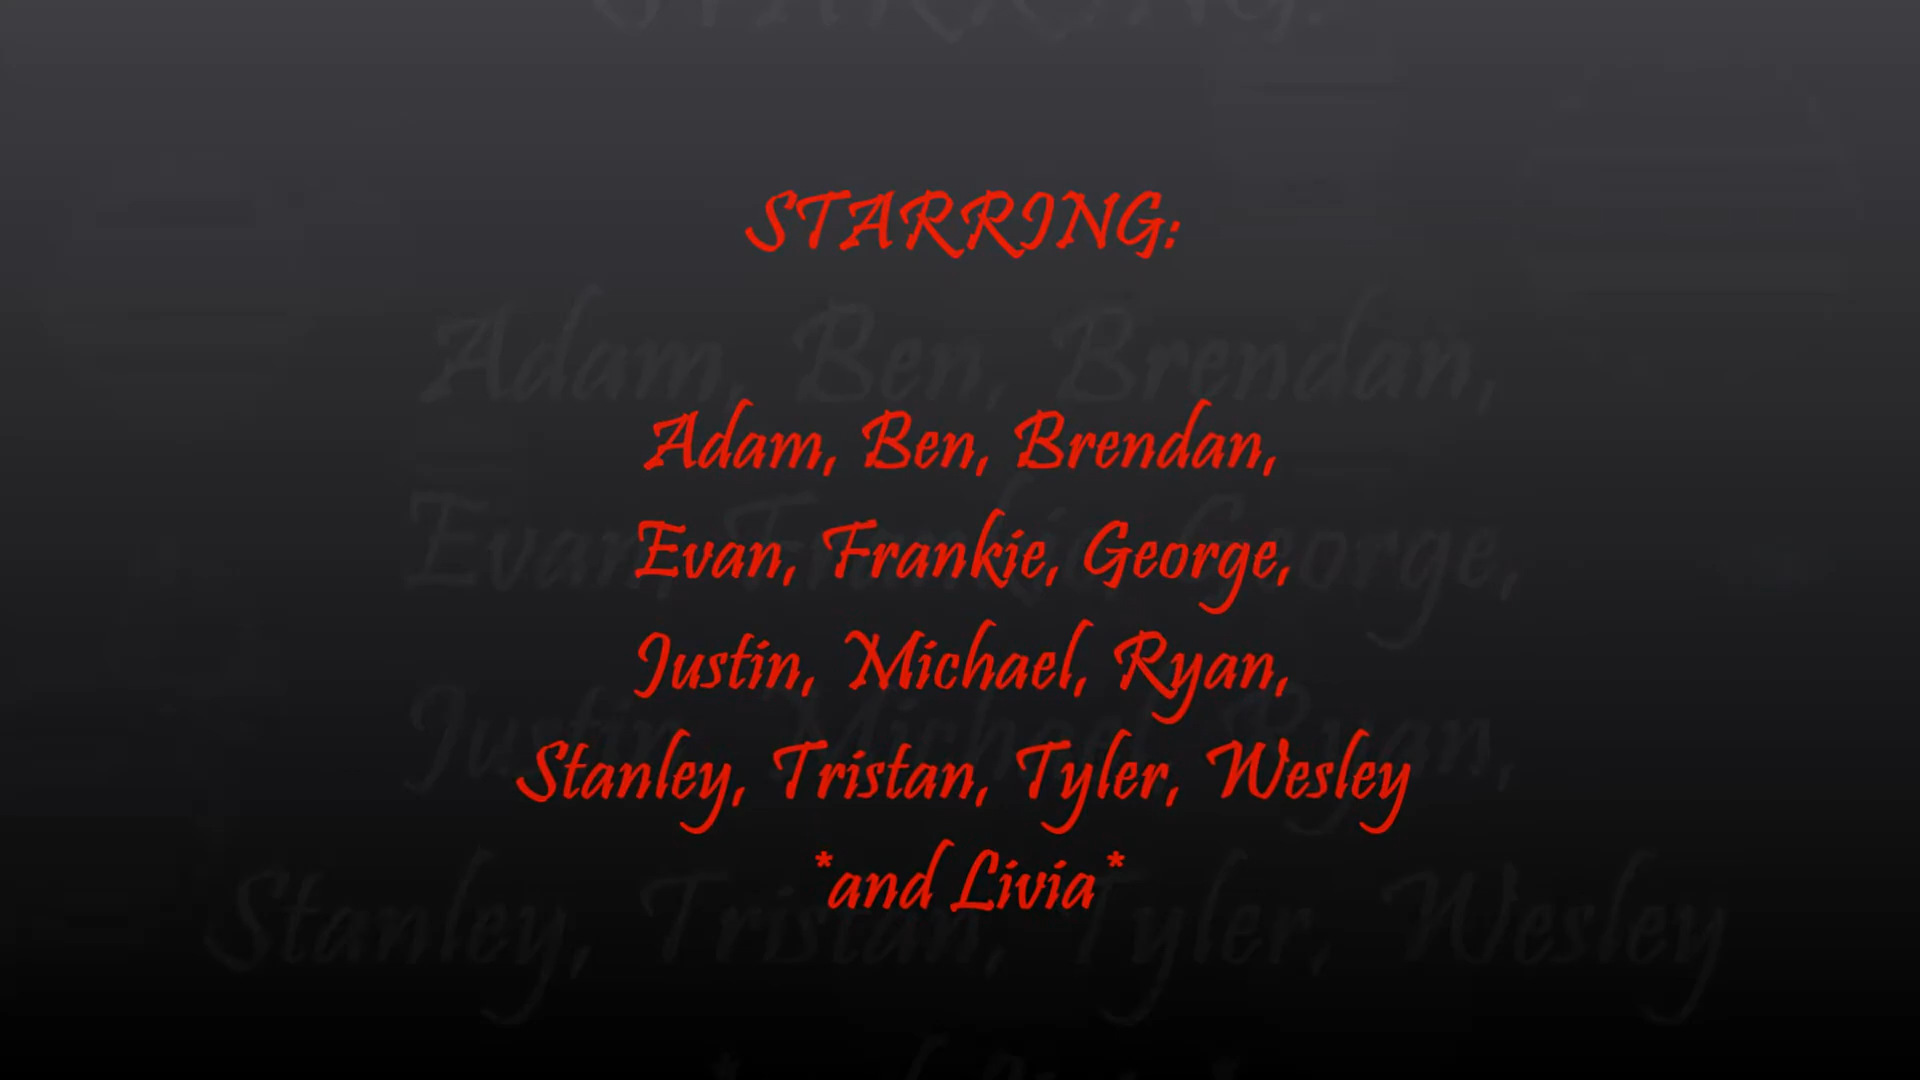 STARRING:
Adam, Ben, Brendan,
Evan, Frankie, George,
Justin, Michael, Ryan,
Stanley, Tristan, Tyler, Wesley
*and Livia*